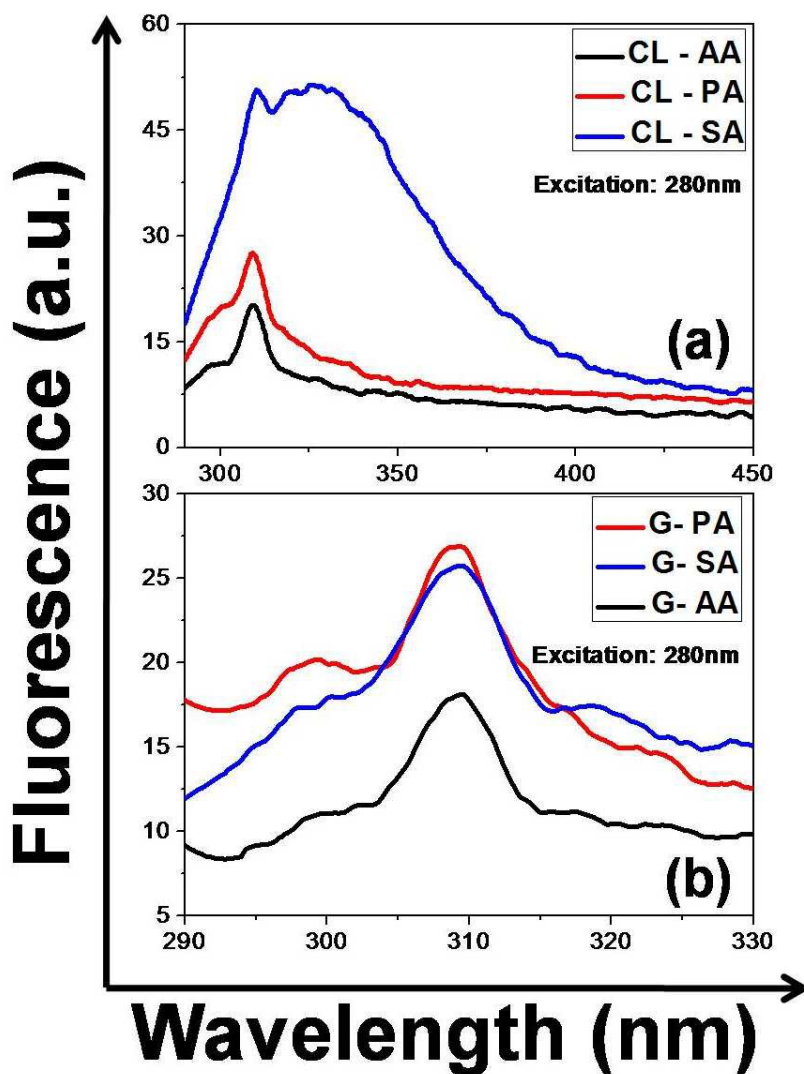 Fluorescence (a.u.)
60
45
30
15
0
CL - AA
CL - PA
CL - SA
Excitation: 280nm
(a)
300
350
400
450
30
25
20
15
10
5
G- PA
G- SA
G- AA
Excitation: 280nm
(b)
290
300
310
320
330
Wavelength (nm)